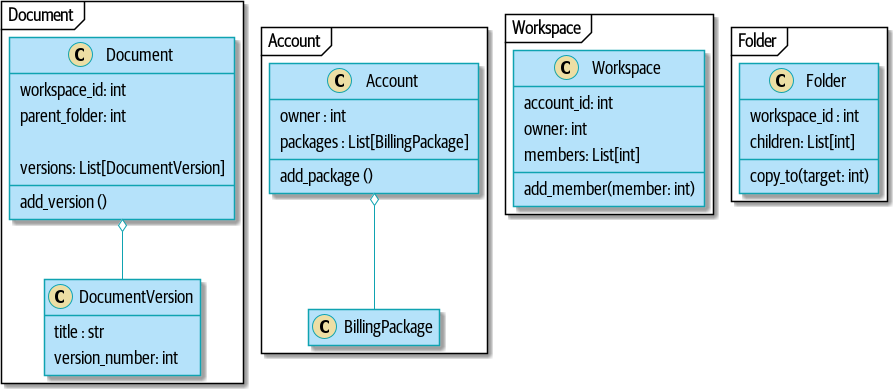 Document
C Document
workspace_id: int
parent_folder: int
versions: List[DocumentVersion]
add_version ()
C DocumentVersion
title : str
version_number: int
Account
C Account
owner : int
packages : List[BillingPackage]
add_package ()
C BillingPackage
Workspace
C Workspace
account_id: int
owner: int
members: List[int]
add_member(member: int)
Folder
C Folder
workspace_id : int
children: List[int]
copy_to(target: int)